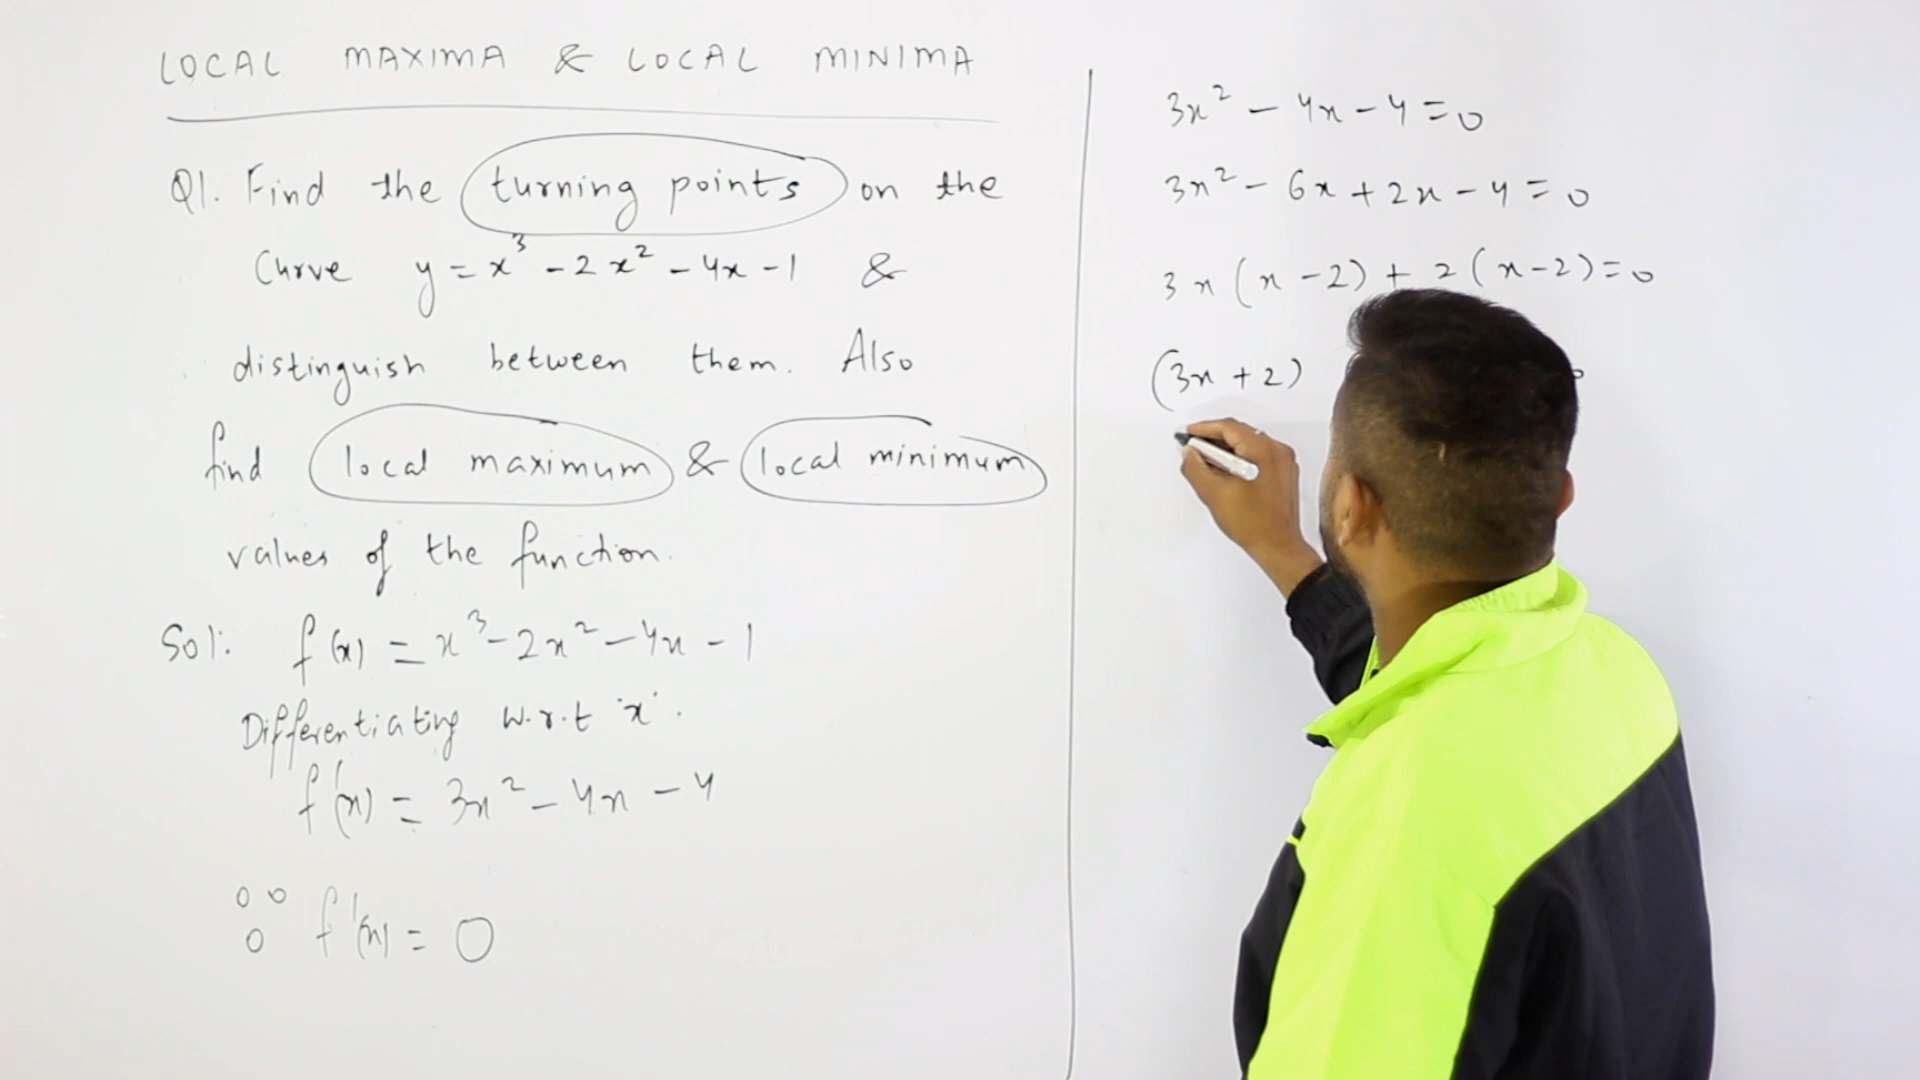 LOCAL MAXIMA & LOCAL MINIMA
Q1. Find the turning points on the
Curve y = x³ - 2x² - 4x - 1 &
distinguish between them. Also
find local maximum & local minimum
values of the function.
Sol: f(x) = x³ - 2x² - 4x - 1
Differentiating w.r.t 'x'.
f'(x) = 3x² - 4x - 4
∵ f'(x) = 0
3x² - 4x - 4 = 0
3x² - 6x + 2x - 4 = 0
3x (x - 2) + 2 (x - 2) = 0
(3x + 2)